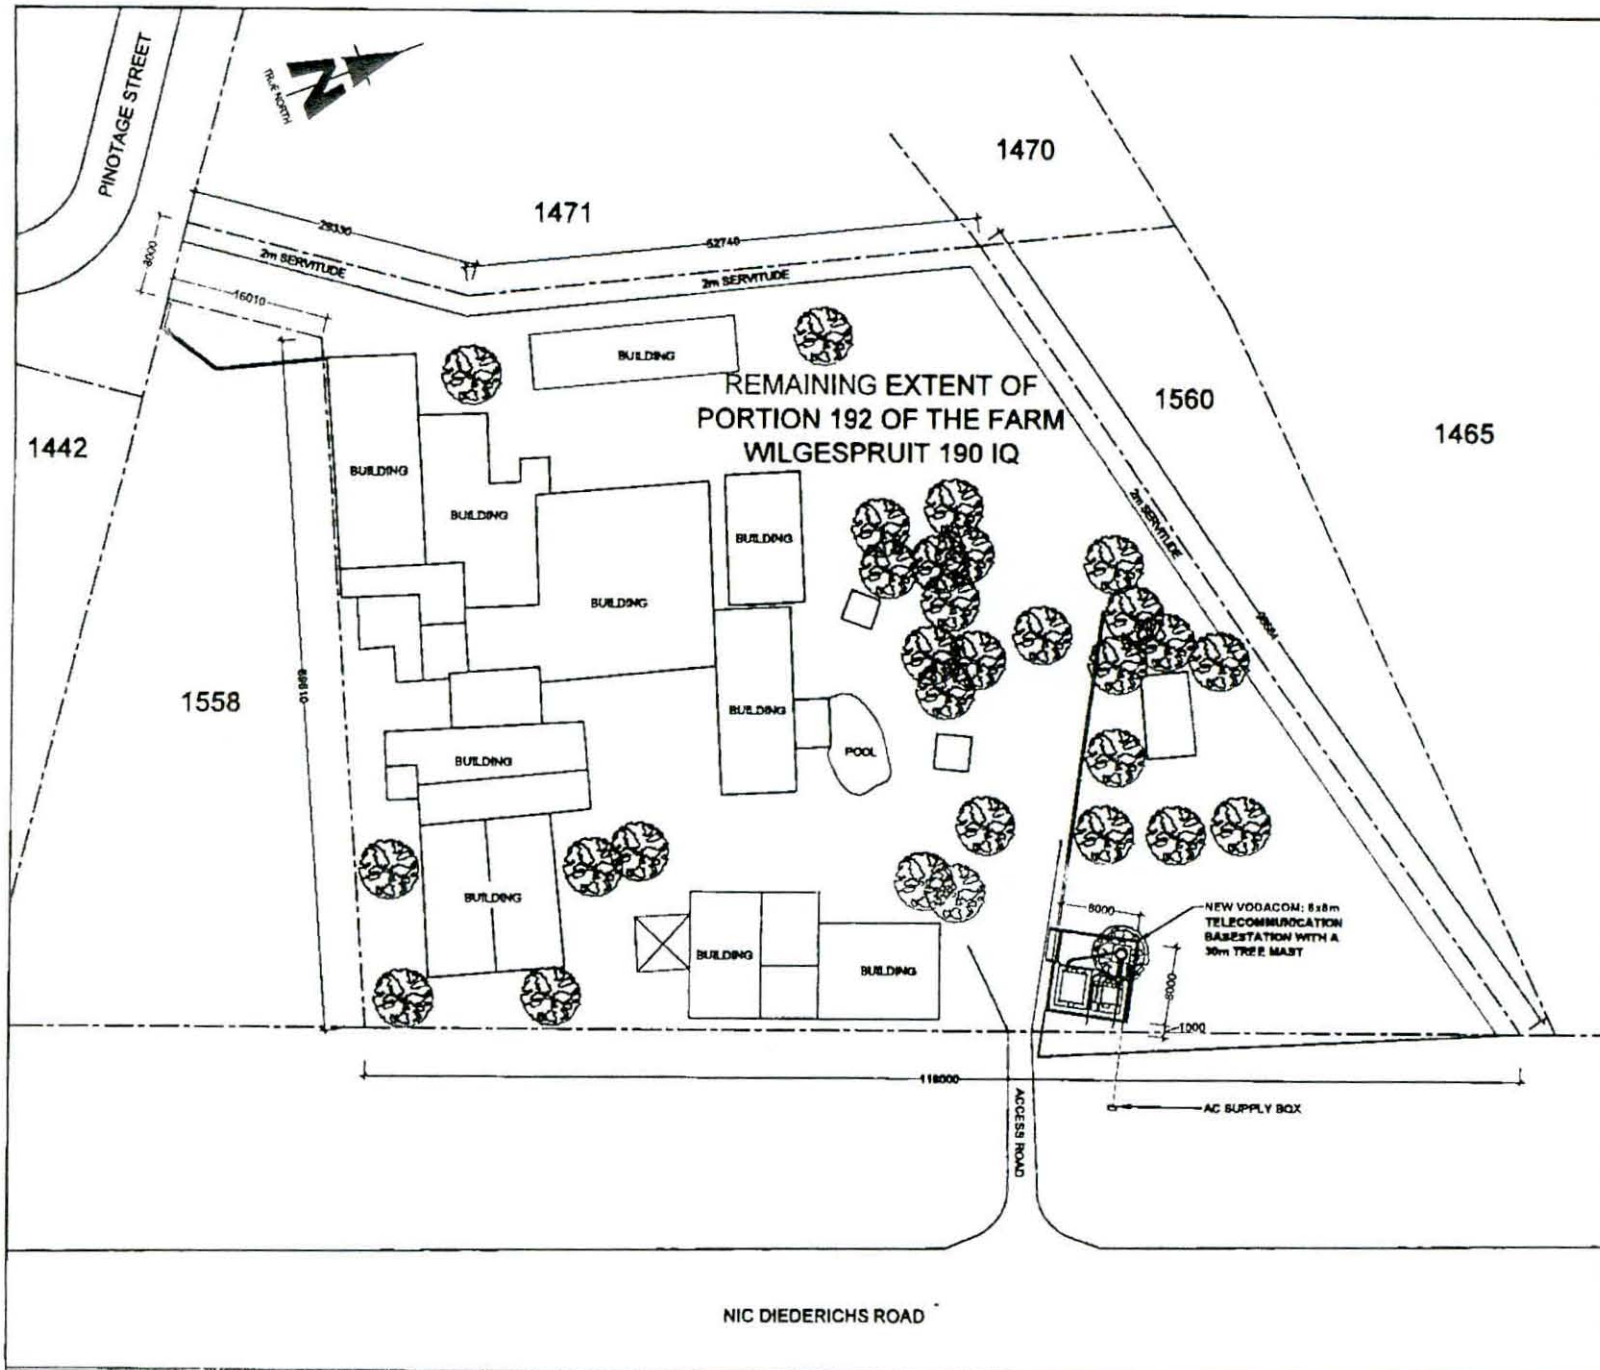 PINOTAGE STREET
N
TRUE NORTH
1470
1471
29330
52740
2m SERVITUDE
2m SERVITUDE
8000
16010
BUILDING
REMAINING EXTENT OF
PORTION 192 OF THE FARM
WILGESPRUIT 190 IQ
1560
1465
1442
BUILDING
BUILDING
BUILDING
2m SERVITUDE
BUILDING
1558
BUILDING
POOL
BUILDING
BUILDING
NEW VODACOM; 8x8m
TELECOMMUNICATION
BASESTATION WITH A
30m TREE MAST
8000
BUILDING
BUILDING
8000
1000
118000
ACCESS ROAD
AC SUPPLY BOX
NIC DIEDERICHS ROAD